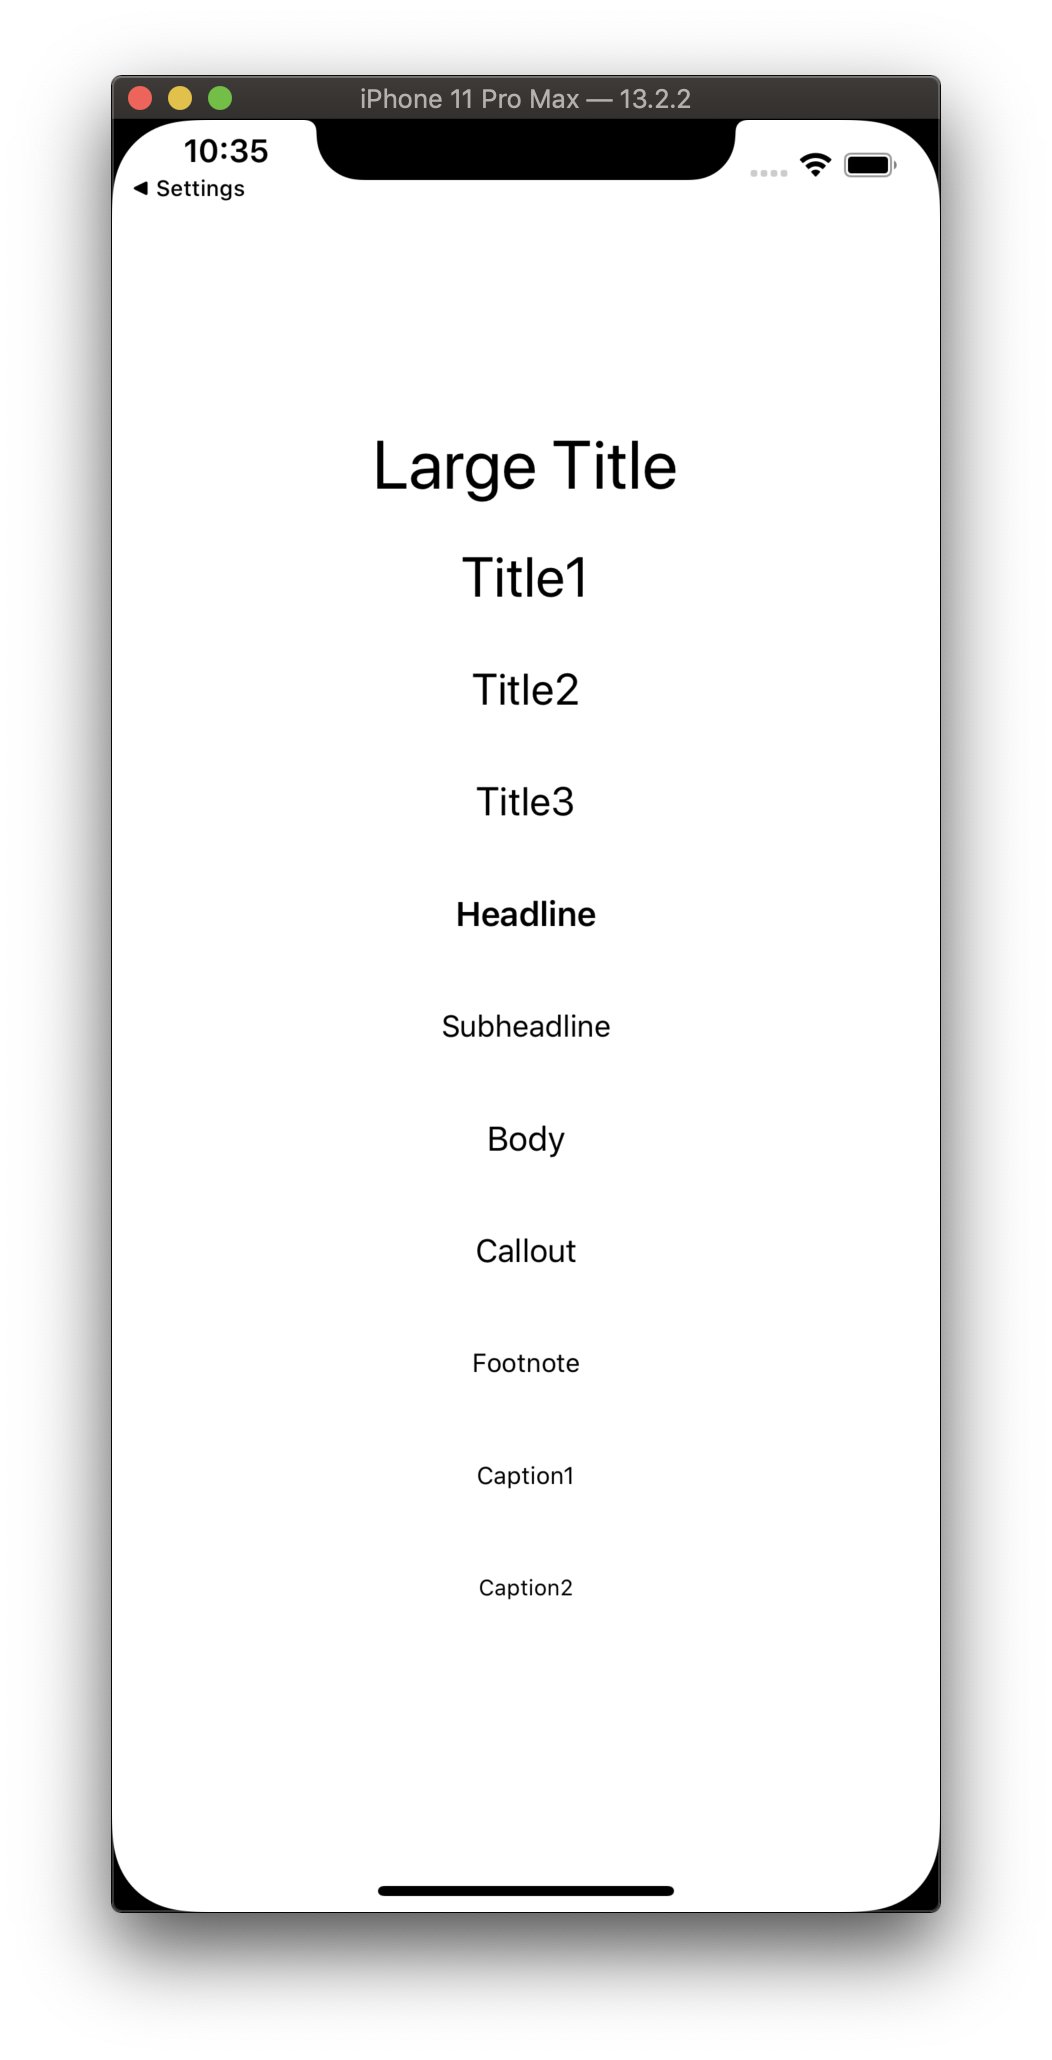 iPhone 11 Pro Max — 13.2.2
10:35
◀ Settings
Large Title
Title1
Title2
Title3
Headline
Subheadline
Body
Callout
Footnote
Caption1
Caption2